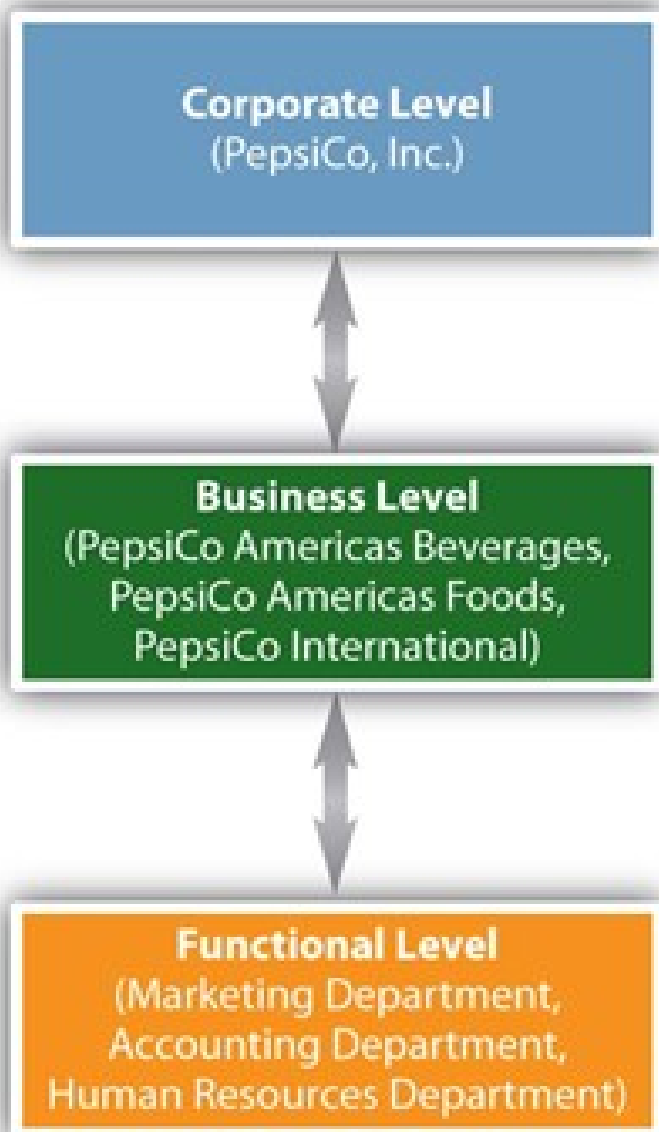 Corporate Level
(PepsiCo, Inc.)
Business Level
(PepsiCo Americas Beverages,
PepsiCo Americas Foods,
PepsiCo International)
Functional Level
(Marketing Department,
Accounting Department,
Human Resources Department)